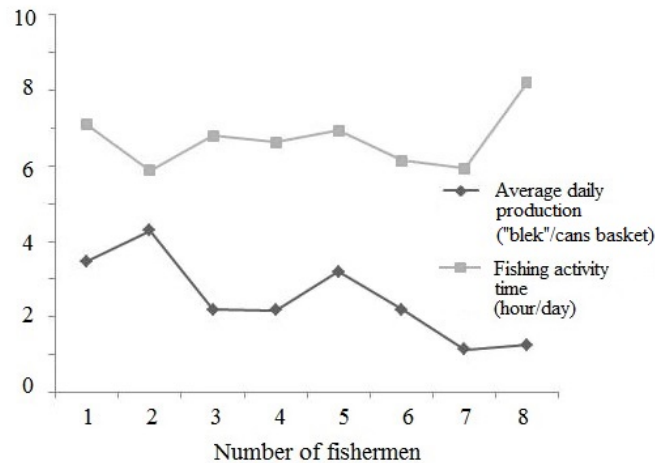 10
8
6
4
2
0
1 2 3 4 5 6 7 8
Number of fishermen
Average daily
production
("blek"/cans basket)
Fishing activity
time
(hour/day)